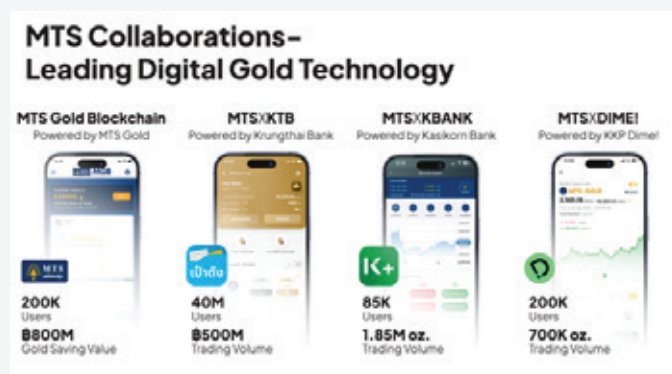 MTS Collaborations-
Leading Digital Gold Technology
MTS Gold Blockchain
Powered by MTS Gold
200K
Users
฿800M
Gold Saving Value
MTSXKTB
Powered by Krungthai Bank
เป๋าตัง
40M
Users
฿500M
Trading Volume
MTSXKBANK
Powered by Kasikorn Bank
K+
85K
Users
1.85M oz.
Trading Volume
MTSXDIME!
Powered by KKP Dime!
MTS-GOLD
200K
Users
700K oz.
Trading Volume
MTS